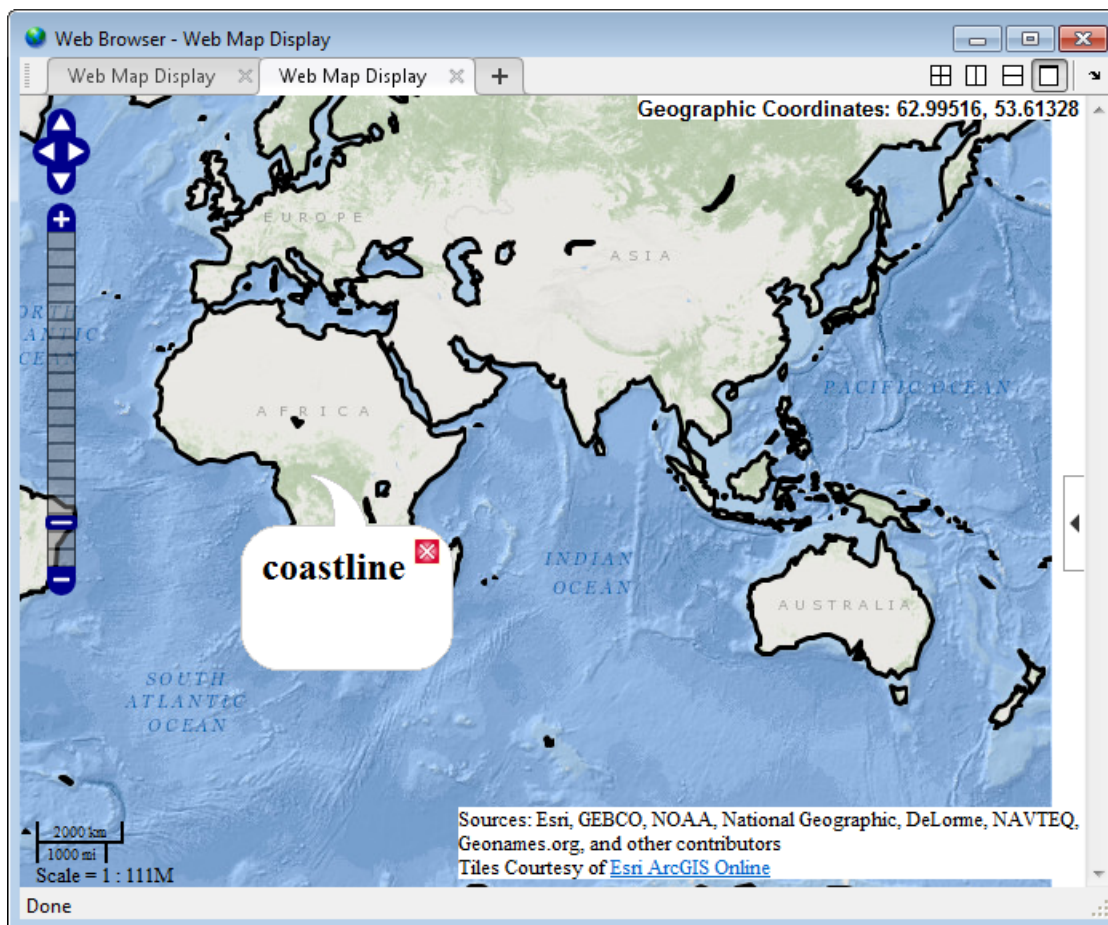 Web Browser - Web Map Display
Web Map Display
Web Map Display
Geographic Coordinates: 62.99516, 53.61328
EUROPE
ASIA
ANTIC
PACIFIC OCEAN
AFRICA
coastline
INDIAN
OCEAN
AUSTRALIA
SOUTH
ATLANTIC
OCEAN
Sources: Esri, GEBCO, NOAA, National Geographic, DeLorme, NAVTEQ,
Geonames.org, and other contributors
Tiles Courtesy of Esri ArcGIS Online
2000 km
1000 mi
Scale = 1 : 111M
Done